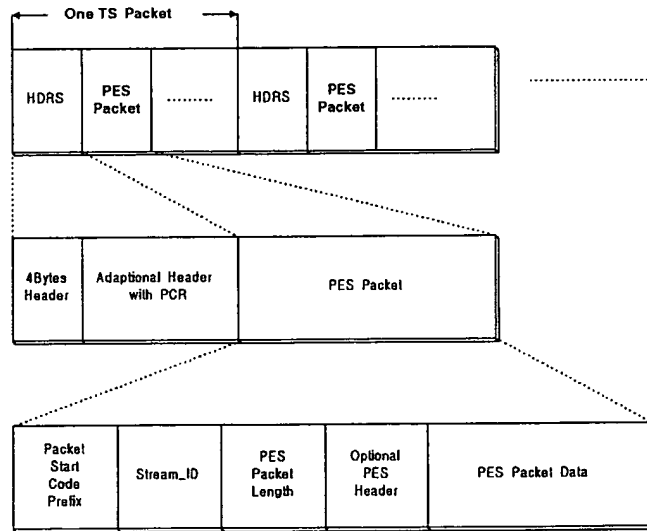 One TS Packet
HDRS
PES
Packet
........
HDRS
PES
Packet
........
4Bytes
Header
Adaptional Header
with PCR
PES Packet
Packet
Start
Code
Prefix
Stream_ID
PES
Packet
Length
Optional
PES
Header
PES Packet Data